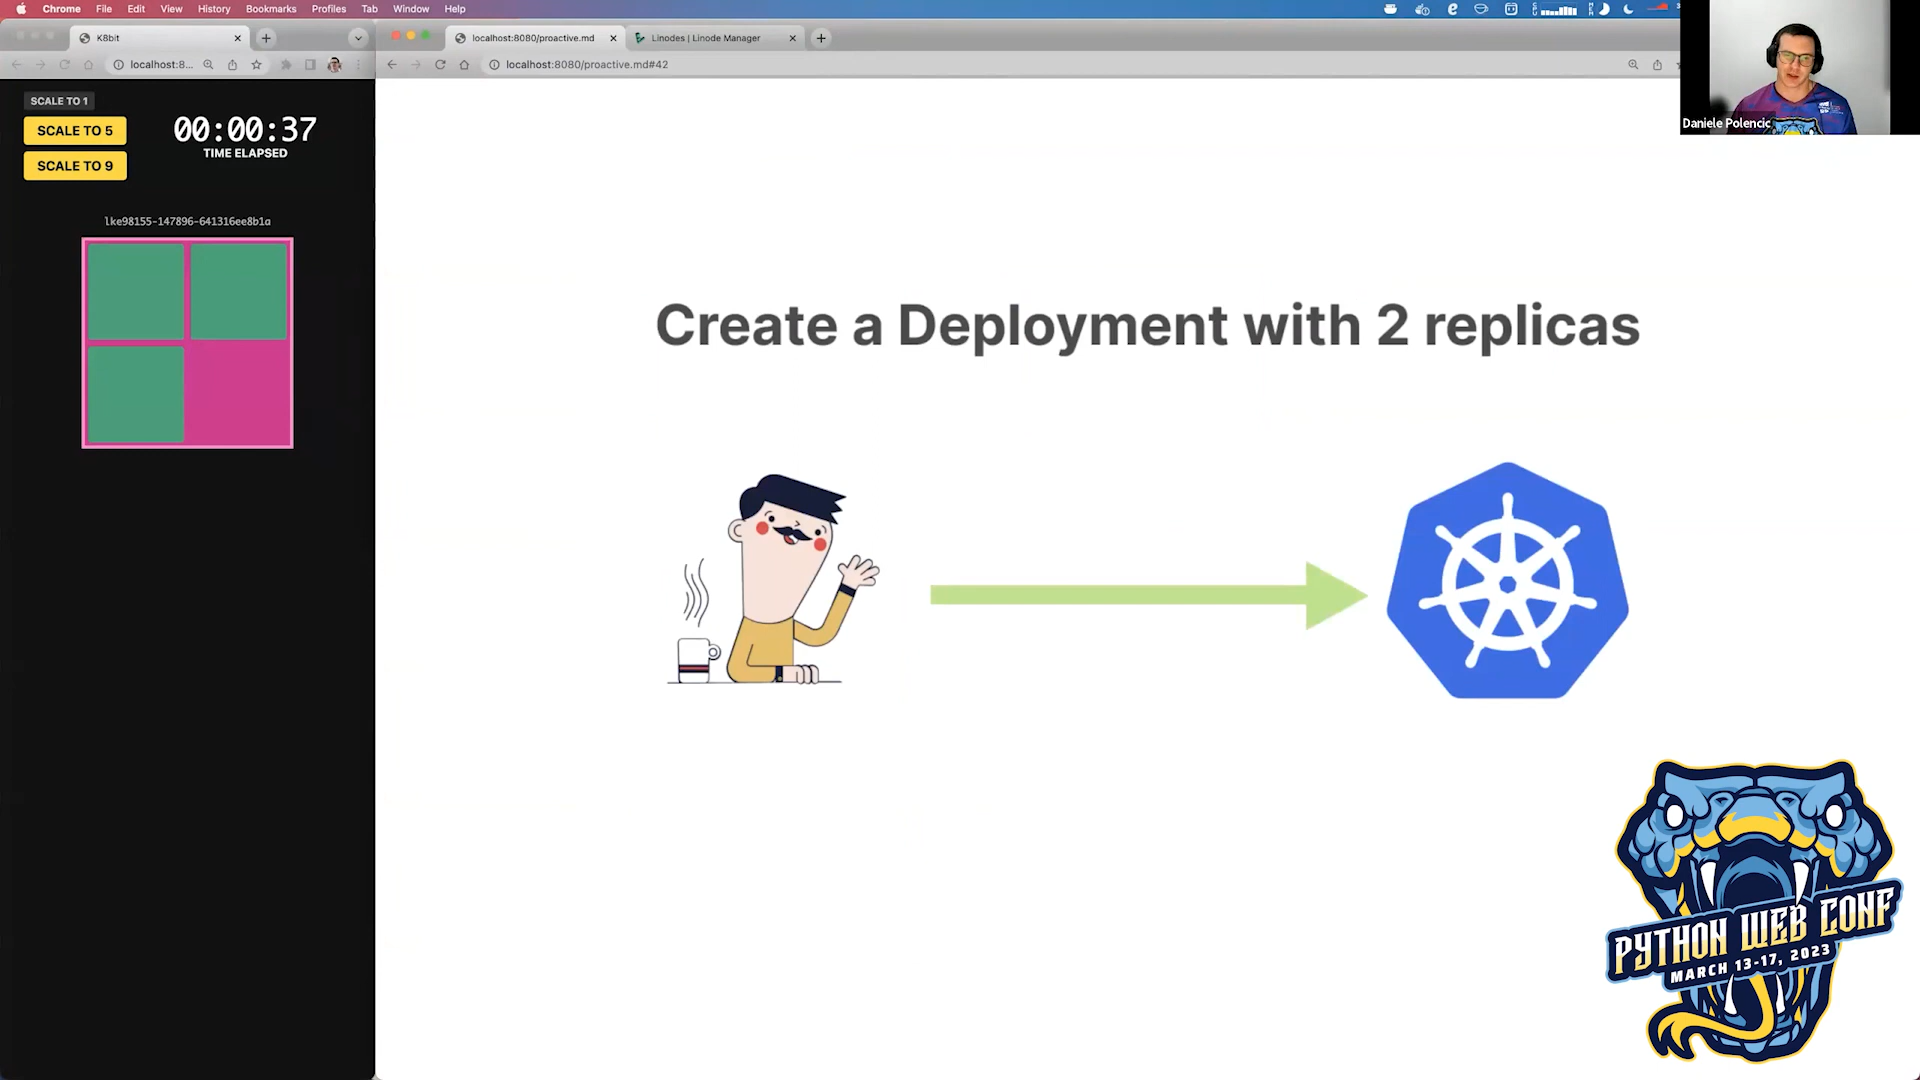 Chrome File Edit View History Bookmarks Profiles Tab Window Help
K8bit
localhost:8...
localhost:8080/proactive.md
Linodes | Linode Manager
localhost:8080/proactive.md#42
SCALE TO 1
SCALE TO 5
SCALE TO 9
00:00:37
TIME ELAPSED
lke98155-147896-641316ee8b1a
Create a Deployment with 2 replicas
Daniele Polencic
PYTHON WEB CONF
MARCH 13-17, 2023